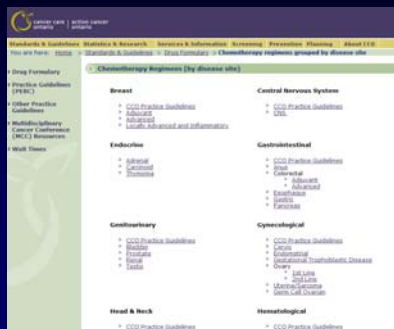 cancer care | action cancer
ontario | ontario
Standards & Guidelines Statistics & Research Services & Information Screening Prevention Planning About CCO
You are here: Home > Standards & Guidelines > Drug Formulary > Chemotherapy regimens grouped by disease site
Drug Formulary
Practice Guidelines (PEBC)
Other Practice Guidelines
Multidisciplinary Cancer Conference (MCC) Resources
Wait Times
Chemotherapy Regimens (by disease site)
Breast
CCO Practice Guidelines
Adjuvant
Advanced
Locally Advanced and Inflammatory
Central Nervous System
CCO Practice Guidelines
CNS
Endocrine
Adrenal
Carcinoid
Thymoma
Gastrointestinal
CCO Practice Guidelines
Anus
Colorectal
Adjuvant
Advanced
Esophagus
Gastric
Pancreas
Genitourinary
CCO Practice Guidelines
Bladder
Prostate
Renal
Testis
Gynecological
CCO Practice Guidelines
Cervix
Endometrial
Gestational Trophoblastic Disease
Ovary
1st Line
2nd Line
Uterine/Sarcoma
Germ Cell Ovarian
Head & Neck
CCO Practice Guidelines
Hematological
CCO Practice Guidelines